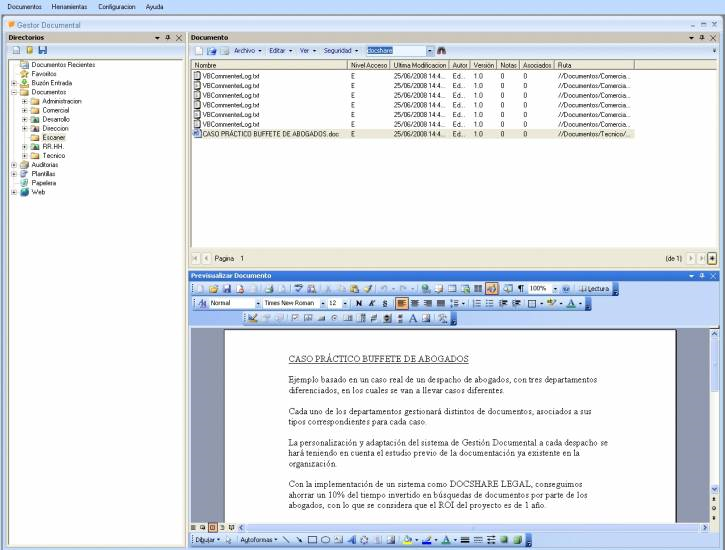 Documentos Herramientas Configuracion Ayuda
Gestor Documental
Directorios
Documentos Recientes
Favoritos
Buzón Entrada
Documentos
Administracion
Comercial
Desarrollo
Direccion
Escaner
RR.HH.
Tecnico
Auditorias
Plantillas
Papelera
Web
Documento
Archivo Editar Ver Seguridad docshare
Nombre Nivel Acceso Ultima Modificacion Autor Versión Notas Asociados Ruta
VBCommenterLog.txt E 25/06/2008 14:4... Ed... 1.0 0 0 //Documentos/Comercia...
VBCommenterLog.txt E 25/06/2008 14:4... Ed... 1.0 0 0 //Documentos/Comercia...
VBCommenterLog.txt E 25/06/2008 14:4... Ed... 1.0 0 0 //Documentos/Comercia...
VBCommenterLog.txt E 25/06/2008 14:4... Ed... 1.0 0 0 //Documentos/Comercia...
VBCommenterLog.txt E 25/06/2008 14:4... Ed... 1.0 0 0 //Documentos/Comercia...
VBCommenterLog.txt E 25/06/2008 14:4... Ed... 1.0 0 0 //Documentos/Comercia...
CASO PRÁCTICO BUFFETE DE ABOGADOS.doc E 25/06/2008 14:4... Ed... 1.0 0 0 //Documentos/Tecnico/...
Pagina 1 (de 1)
Previsualizar Documento
100% Lectura
Normal Times New Roman 12 N K S
CASO PRÁCTICO BUFFETE DE ABOGADOS
Ejemplo basado en un caso real de un despacho de abogados, con tres departamentos
diferenciados, en los cuales se van a llevar casos diferentes.
Cada uno de los departamentos gestionará distintos de documentos, asociados a sus
tipos correspondientes para cada caso.
La personalización y adaptación del sistema de Gestión Documental a cada despacho se
hará teniendo en cuenta el estudio previo de la documentación ya existente en la
organización.
Con la implementación de un sistema como DOCSHARE LEGAL, conseguimos
ahorrar un 10% del tiempo invertido en búsquedas de documentos por parte de los
abogados, con lo que se considera que el ROI del proyecto es de 1 año.
Dibujar Autoformas